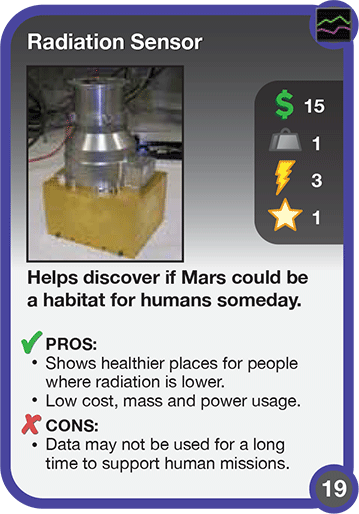 Radiation Sensor
15
1
3
1
Helps discover if Mars could be
a habitat for humans someday.
PROS:
• Shows healthier places for people
where radiation is lower.
• Low cost, mass and power usage.
CONS:
• Data may not be used for a long
time to support human missions.
19